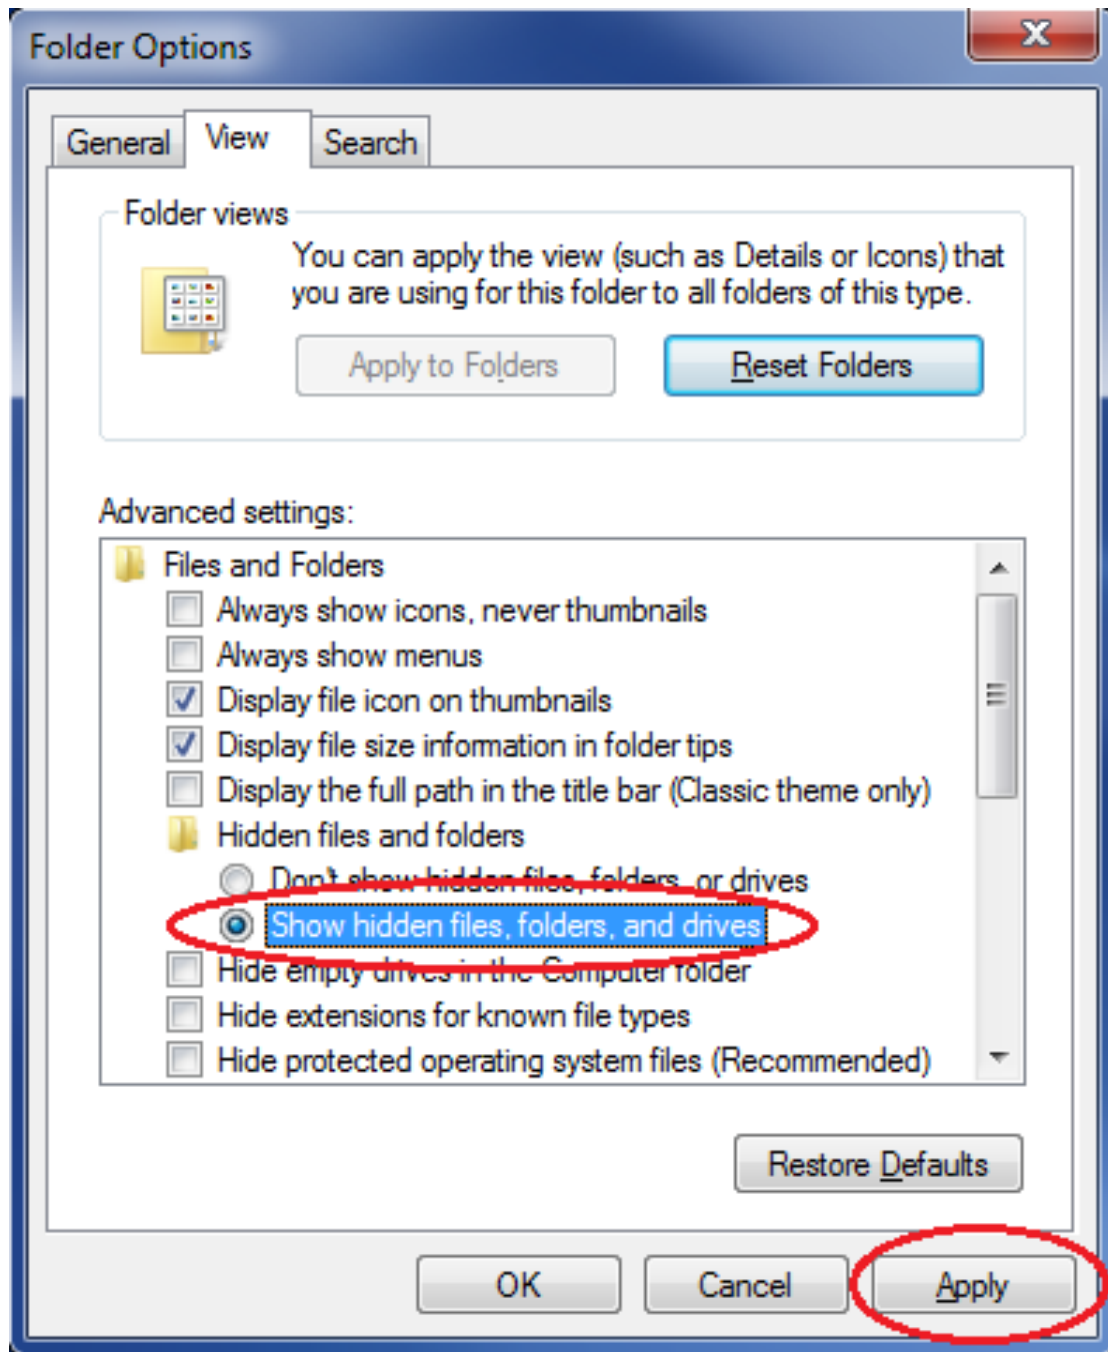 Folder Options
General View Search
Folder views
You can apply the view (such as Details or Icons) that
you are using for this folder to all folders of this type.
Apply to Folders Reset Folders
Advanced settings:
Files and Folders
Always show icons, never thumbnails
Always show menus
Display file icon on thumbnails
Display file size information in folder tips
Display the full path in the title bar (Classic theme only)
Hidden files and folders
Don't show hidden files, folders, or drives
Show hidden files, folders, and drives
Hide empty drives in the Computer folder
Hide extensions for known file types
Hide protected operating system files (Recommended)
Restore Defaults
OK Cancel Apply